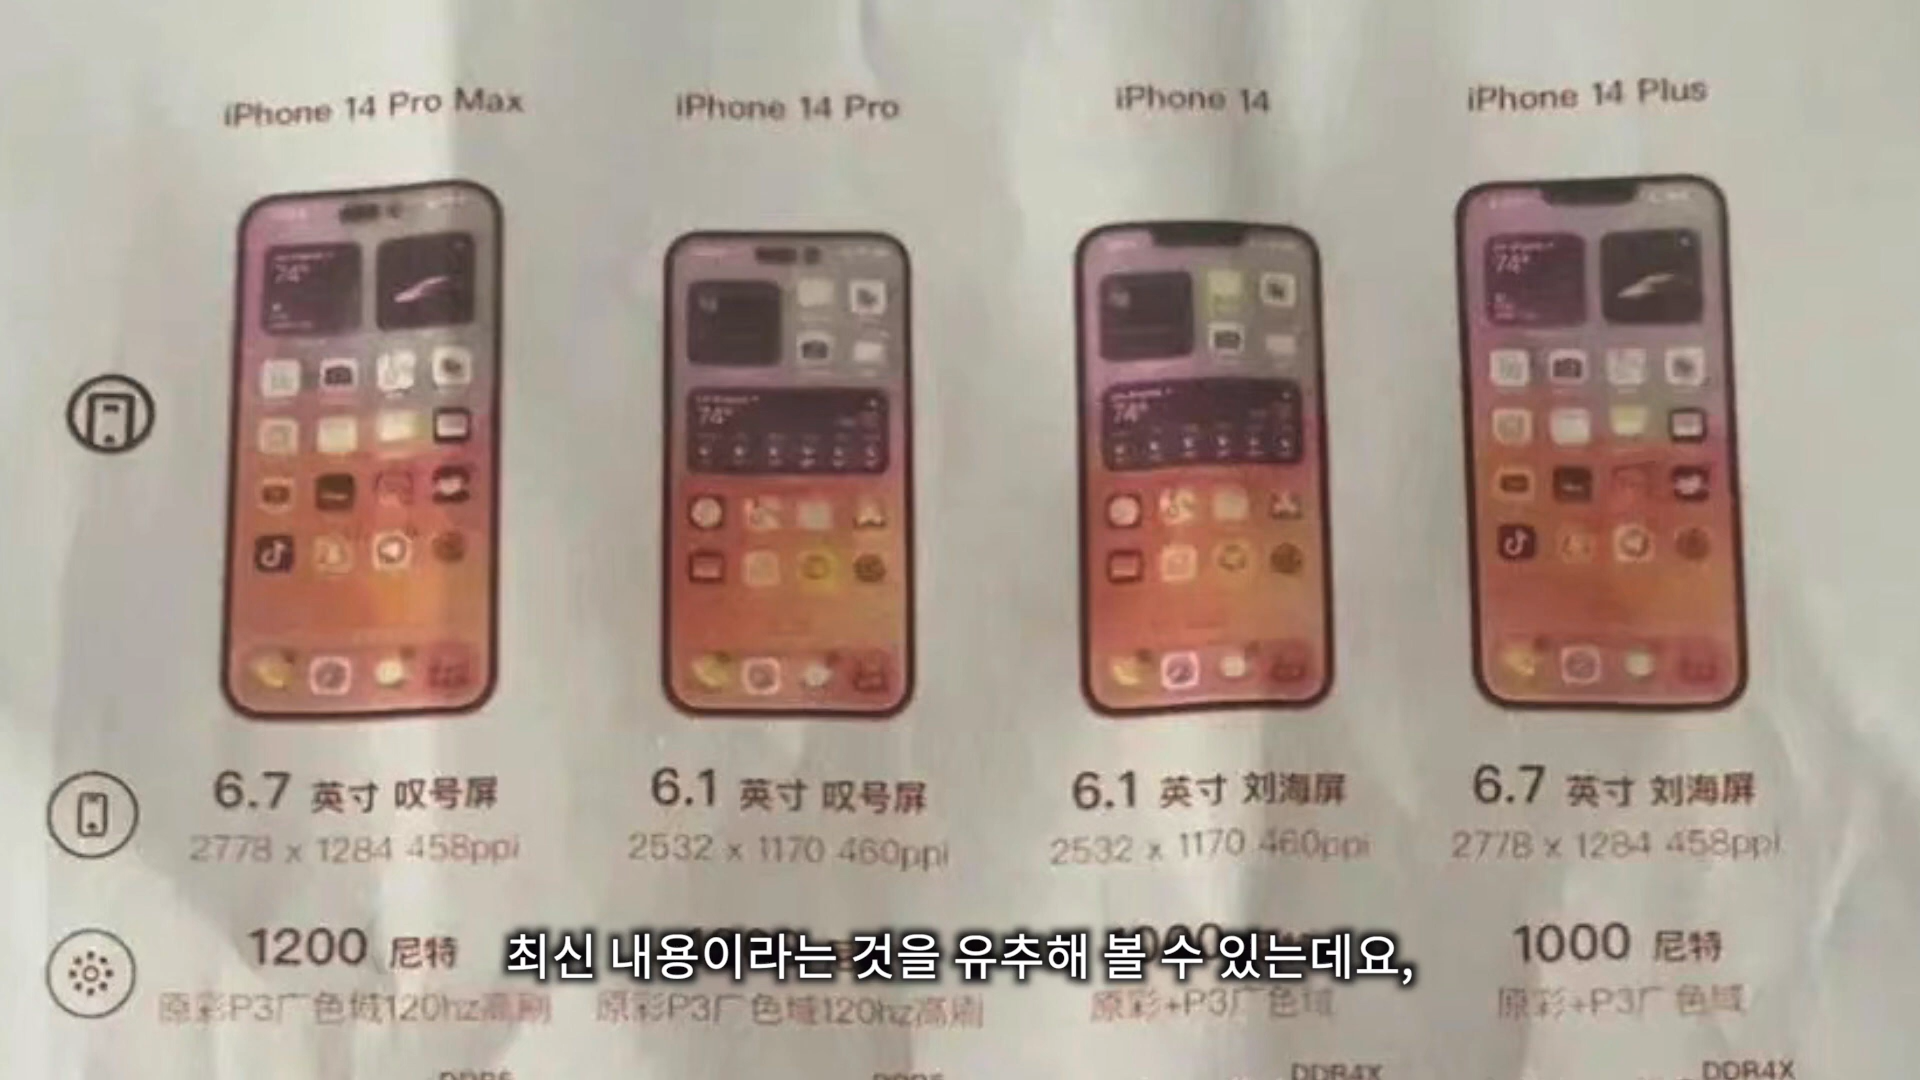 iPhone 14 Pro Max
iPhone 14 Pro
iPhone 14
iPhone 14 Plus
74°
74°
74°
74°
6.7 英寸 叹号屏
6.1 英寸 叹号屏
6.1 英寸 刘海屏
6.7 英寸 刘海屏
2778 x 1284 458ppi
2532 x 1170 460ppi
2532 x 1170 460ppi
2778 x 1284 458ppi
1200 尼特
1000 尼特
최신 내용이라는 것을 유추해 볼 수 있는데요,
原彩P3广色域120hz高刷
原彩P3广色域120hz高刷
原彩+P3广色域
原彩+P3广色域
DDR4X
DDR4X